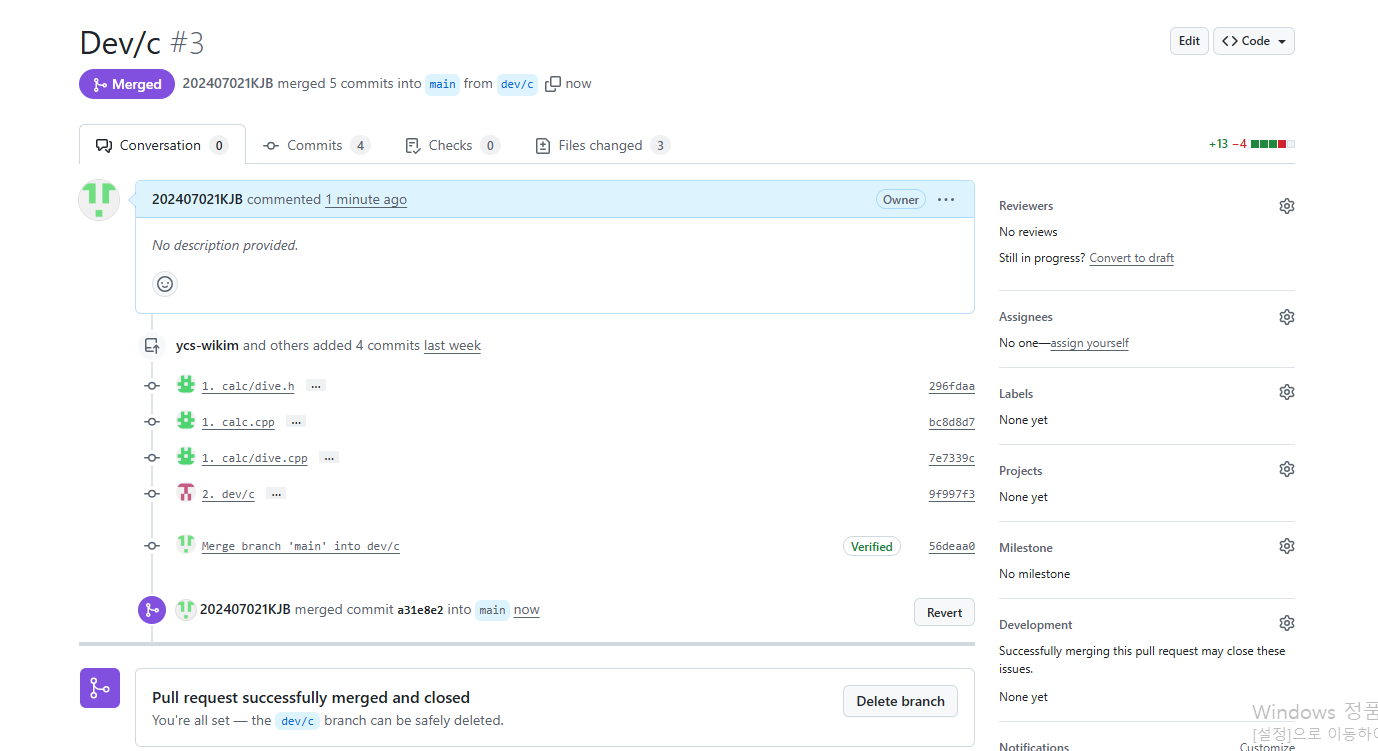 Dev/c #3
Edit
Code
Merged
202407021KJB merged 5 commits into main from dev/c now
Conversation 0
Commits 4
Checks 0
Files changed 3
+13 −4
202407021KJB commented 1 minute ago
Owner
No description provided.
ycs-wikim and others added 4 commits last week
1. calc/dive.h ... 296fdaa
1. calc.cpp ... bc8d8d7
1. calc/dive.cpp ... 7e7339c
2. dev/c ... 9f997f3
Merge branch 'main' into dev/c Verified 56deaa0
202407021KJB merged commit a31e8e2 into main now
Revert
Pull request successfully merged and closed
You're all set — the dev/c branch can be safely deleted.
Delete branch
Reviewers
No reviews
Still in progress? Convert to draft
Assignees
No one—assign yourself
Labels
None yet
Projects
None yet
Milestone
No milestone
Development
Successfully merging this pull request may close these
issues.
None yet
Notifications
Customize
Windows 정품
[설정]으로 이동하